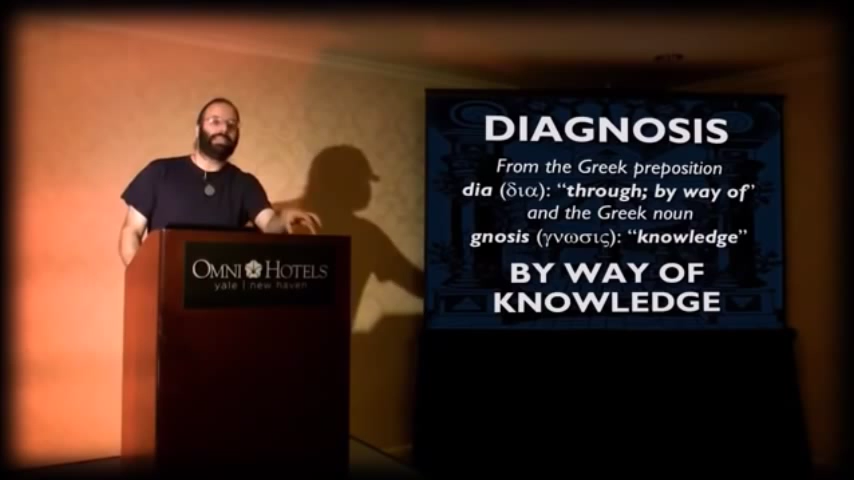 OMNI HOTELS
yale | new haven
DIAGNOSIS
From the Greek preposition
dia (δια): “through; by way of”
and the Greek noun
gnosis (γνωσις): “knowledge”
BY WAY OF
KNOWLEDGE